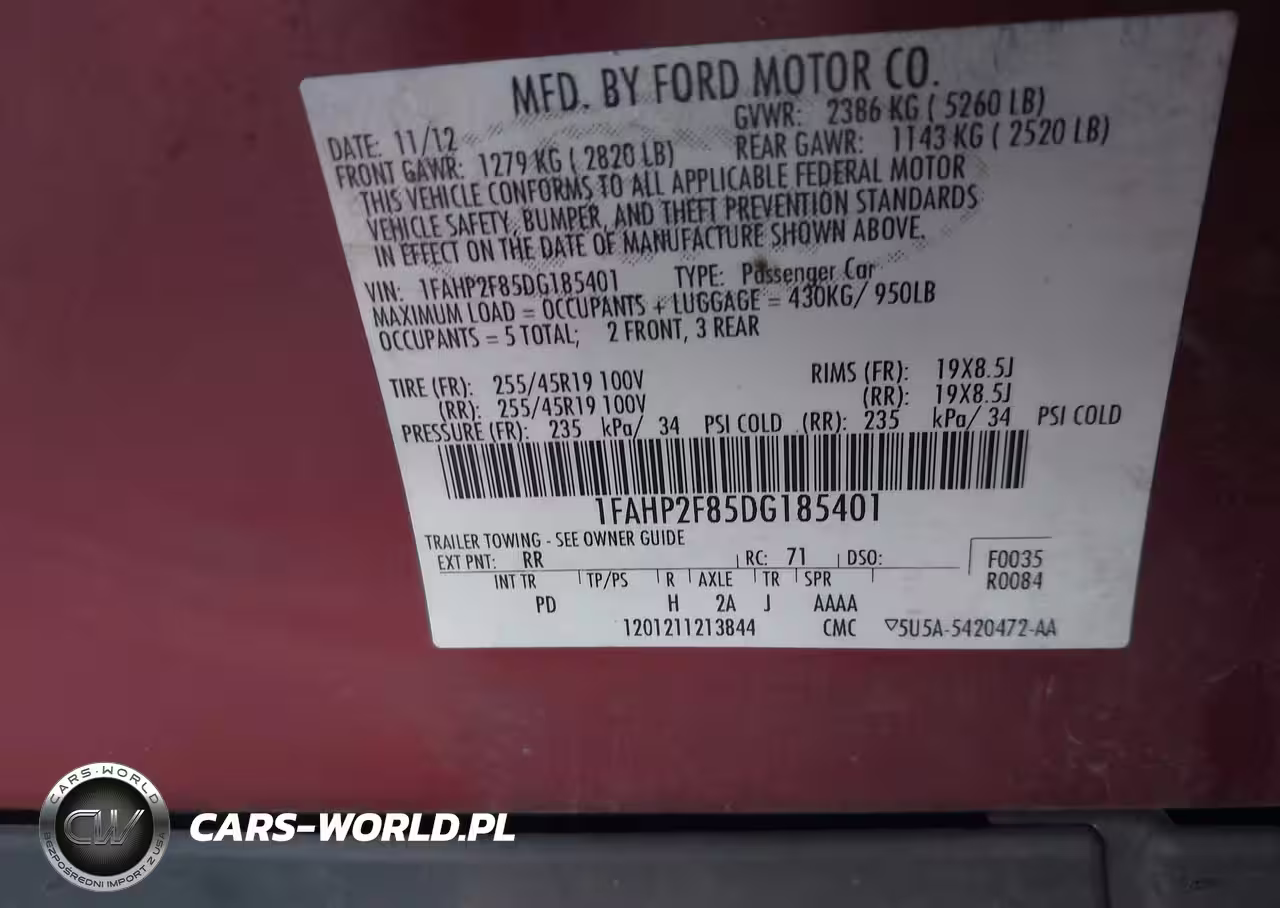 MFD. BY FORD MOTOR CO.
DATE: 11/12 GVWR: 2386 KG ( 5260 LB)
FRONT GAWR: 1279 KG ( 2820 LB) REAR GAWR: 1143 KG ( 2520 LB)
THIS VEHICLE CONFORMS TO ALL APPLICABLE FEDERAL MOTOR
VEHICLE SAFETY, BUMPER, AND THEFT PREVENTION STANDARDS
IN EFFECT ON THE DATE OF MANUFACTURE SHOWN ABOVE.
VIN: 1FAHP2F85DG185401 TYPE: Passenger Car
MAXIMUM LOAD = OCCUPANTS + LUGGAGE = 430KG/ 950LB
OCCUPANTS = 5 TOTAL; 2 FRONT, 3 REAR
TIRE (FR): 255/45R19 100V RIMS (FR): 19X8.5J
(RR): 255/45R19 100V (RR): 19X8.5J
PRESSURE (FR): 235 kPa/ 34 PSI COLD (RR): 235 kPa/ 34 PSI COLD
1FAHP2F85DG185401
TRAILER TOWING - SEE OWNER GUIDE
EXT PNT: RR RC: 71 DSO: F0035
INT TR TP/PS R AXLE TR SPR R0084
PD H 2A J AAAA
1201211213844 CMC ▽5U5A-5420472-AA
CARS-WORLD
CW
BEZPOŚREDNI IMPORT Z USA
CARS-WORLD.PL